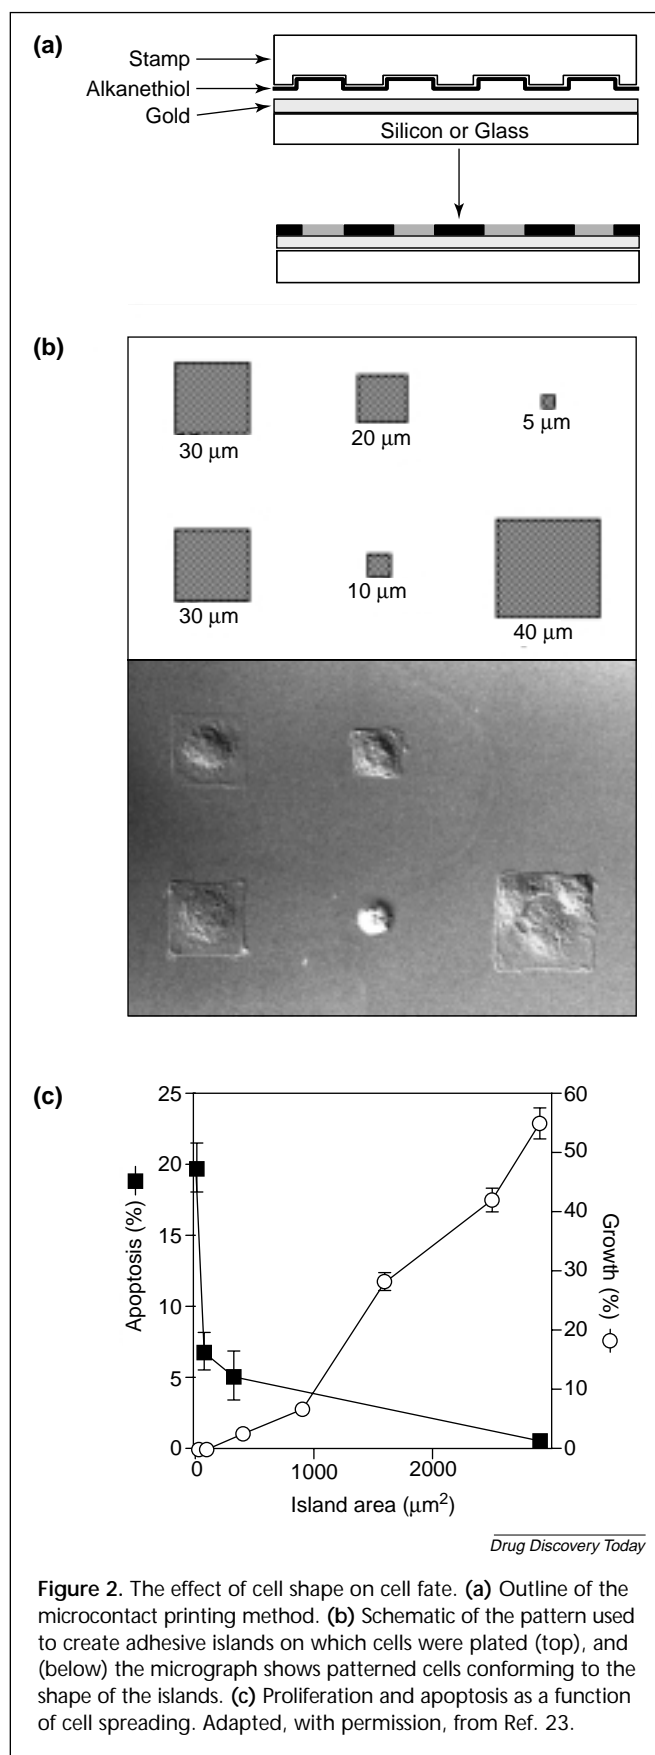 (a)
Stamp
Alkanethiol
Gold
Silicon or Glass
(b)
30 μm
20 μm
5 μm
30 μm
10 μm
40 μm
(c)
25
20
15
10
5
0
Apoptosis (%)
60
50
40
30
20
10
0
Growth (%)
0
1000
2000
Island area (μm²)
Drug Discovery Today
Figure 2. The effect of cell shape on cell fate. (a) Outline of the
microcontact printing method. (b) Schematic of the pattern used
to create adhesive islands on which cells were plated (top), and
(below) the micrograph shows patterned cells conforming to the
shape of the islands. (c) Proliferation and apoptosis as a function
of cell spreading. Adapted, with permission, from Ref. 23.